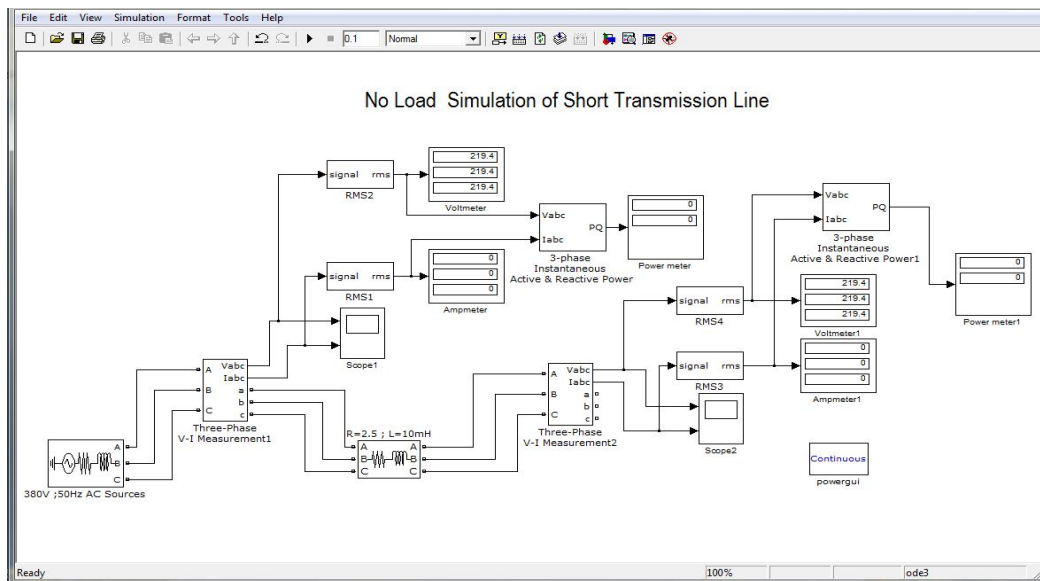 File Edit View Simulation Format Tools Help
0.1 Normal
No Load Simulation of Short Transmission Line
signal rms
RMS2
219.4
219.4
219.4
Voltmeter
Vabc
Iabc
PQ
3-phase
Instantaneous
Active & Reactive Power
0
0
Power meter
Vabc
Iabc
PQ
3-phase
Instantaneous
Active & Reactive Power1
0
0
Power meter1
signal rms
RMS1
0
0
0
Ampmeter
Scope1
signal rms
RMS4
219.4
219.4
219.4
Voltmeter1
signal rms
RMS3
0
0
0
Ampmeter1
A
B
C
Vabc
Iabc
a
b
c
Three-Phase
V-I Measurement1
A
B
C
Vabc
Iabc
a
b
c
Three-Phase
V-I Measurement2
Scope2
R=2.5 ; L=10mH
A A
B B
C C
A
B
C
380V ;50Hz AC Sources
Continuous
powergui
Ready 100% ode3